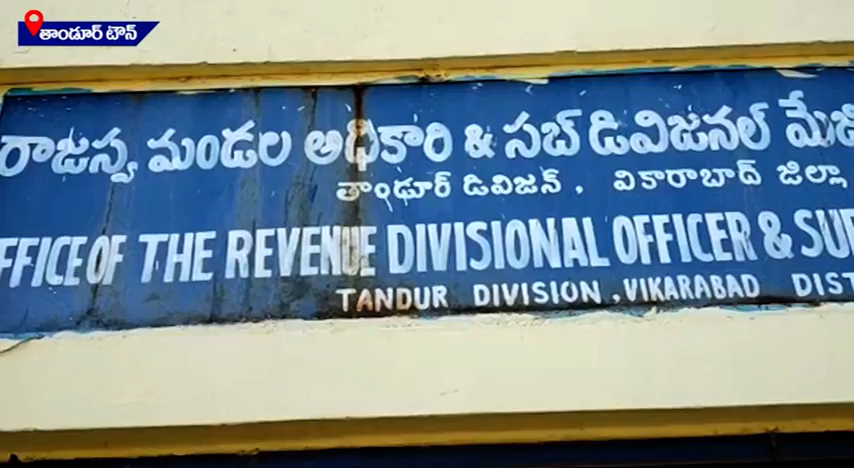 తాండూర్ టౌన్
రాజస్వ మండల అధికారి & సబ్ డివిజనల్ మేజి
తాండూర్ డివిజన్ , వికారాబాద్ జిల్లా
FFICE OF THE REVENUE DIVISIONAL OFFICER & SU
TANDUR DIVISION , VIKARABAD DIST